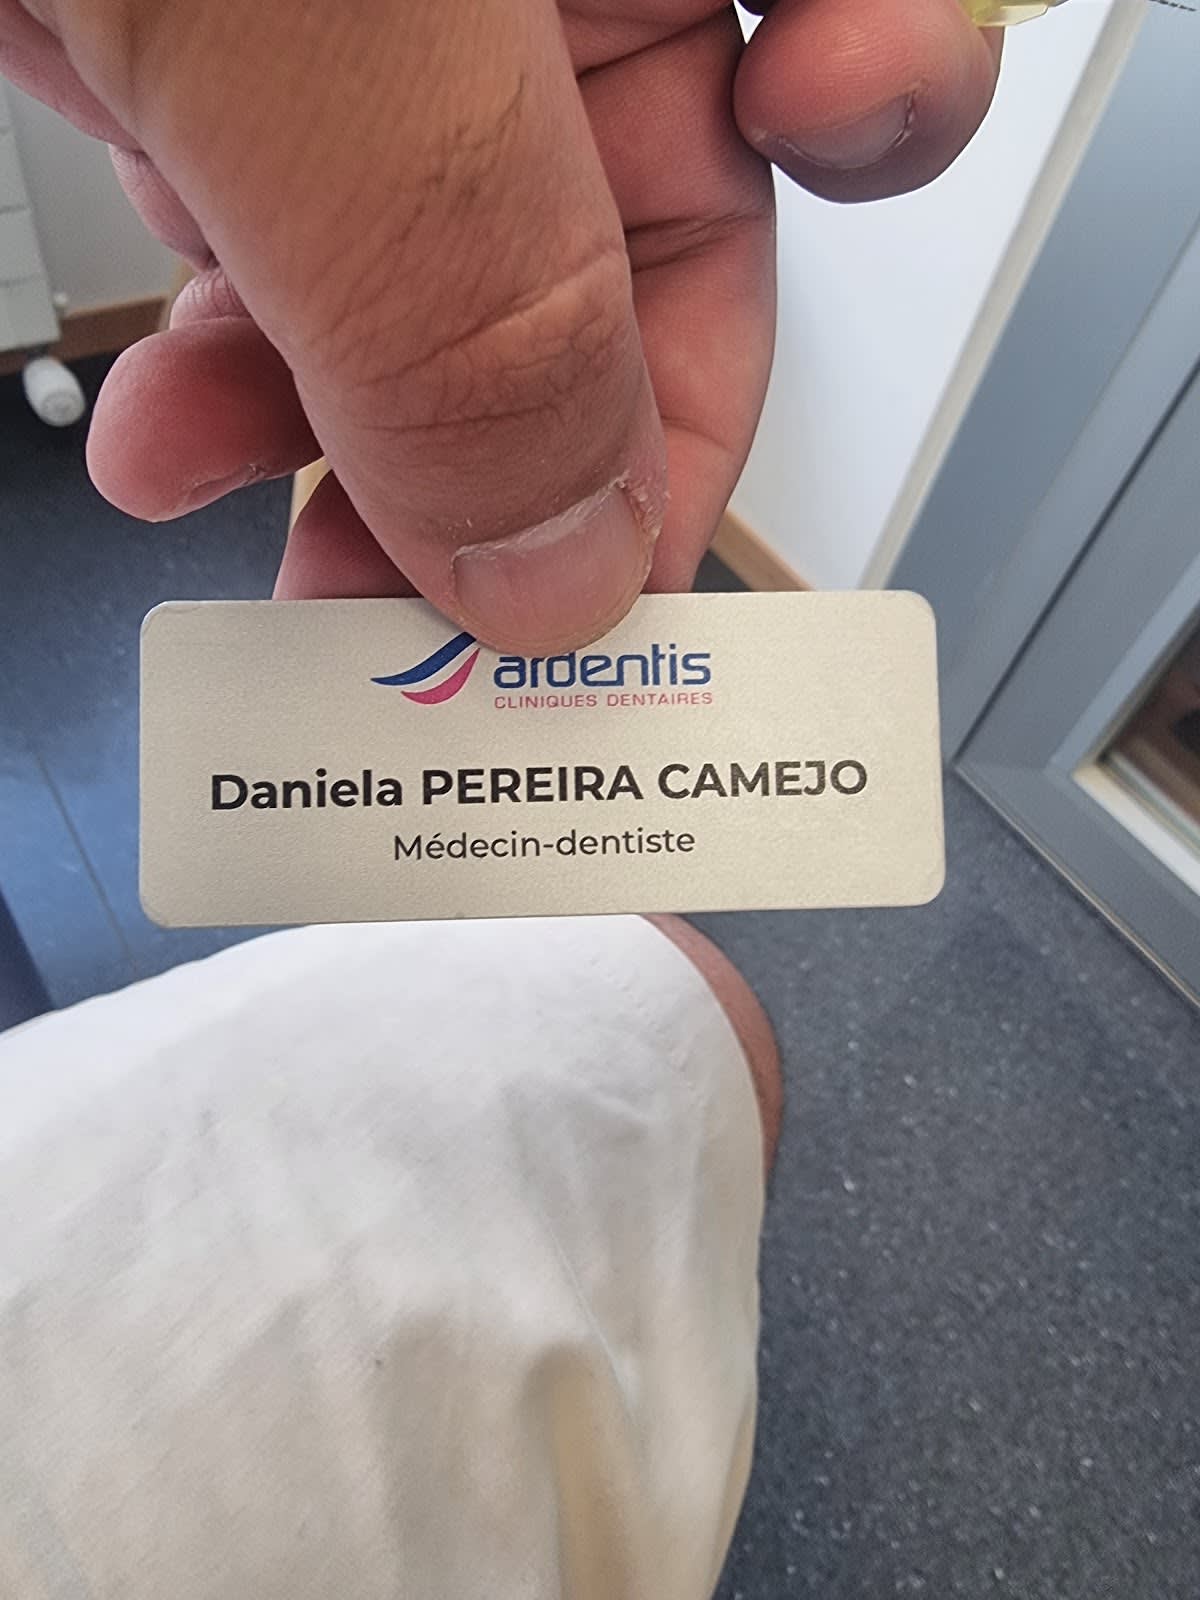 ardentis
CLINIQUES DENTAIRES
Daniela PEREIRA CAMEJO
Médecin-dentiste